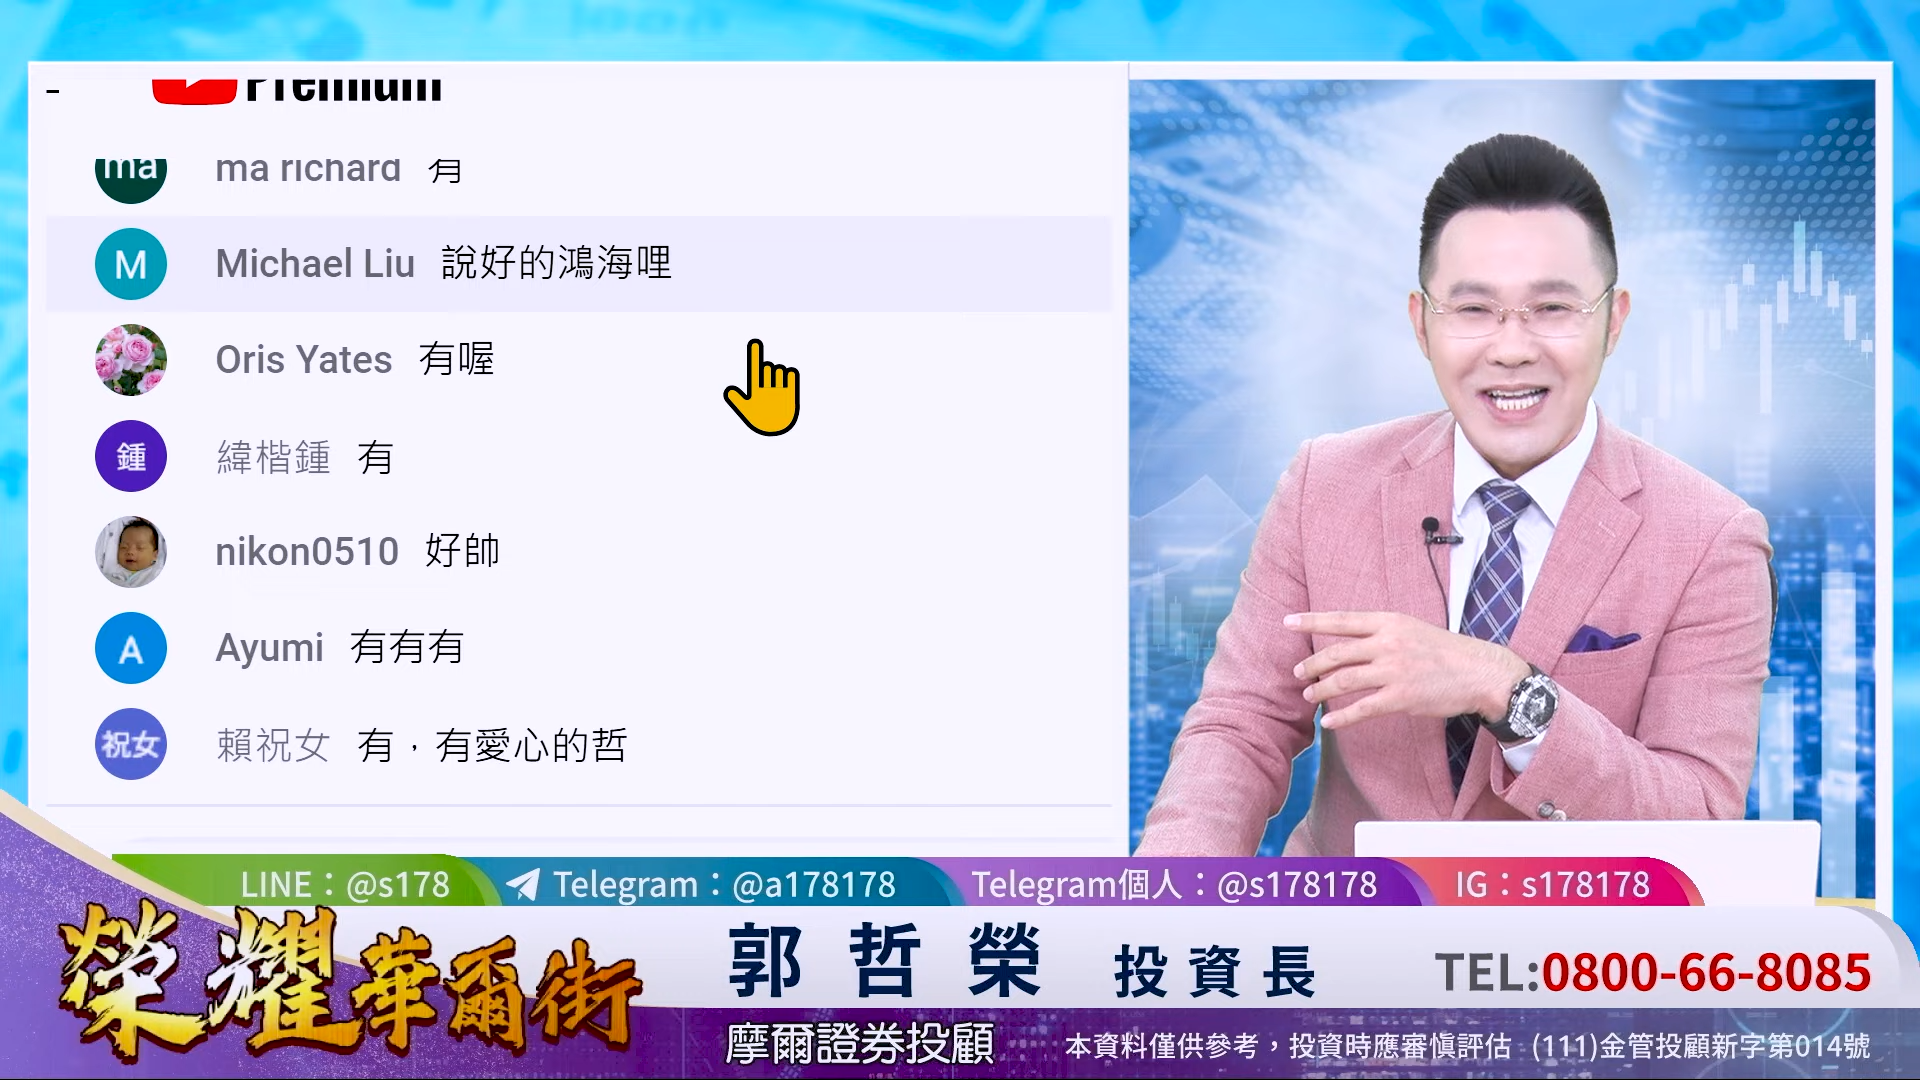 Premium
ma
ma richard 有
M
Michael Liu 說好的鴻海哩
Oris Yates 有喔
鍾
緯楷鍾 有
nikon0510 好帥
A
Ayumi 有有有
祝女
賴祝女 有，有愛心的哲
LINE：@s178
Telegram：@a178178
Telegram個人：@s178178
IG：s178178
榮耀華爾街
郭哲榮 投資長
TEL:0800-66-8085
摩爾證券投顧
本資料僅供參考，投資時應審慎評估 (111)金管投顧新字第014號